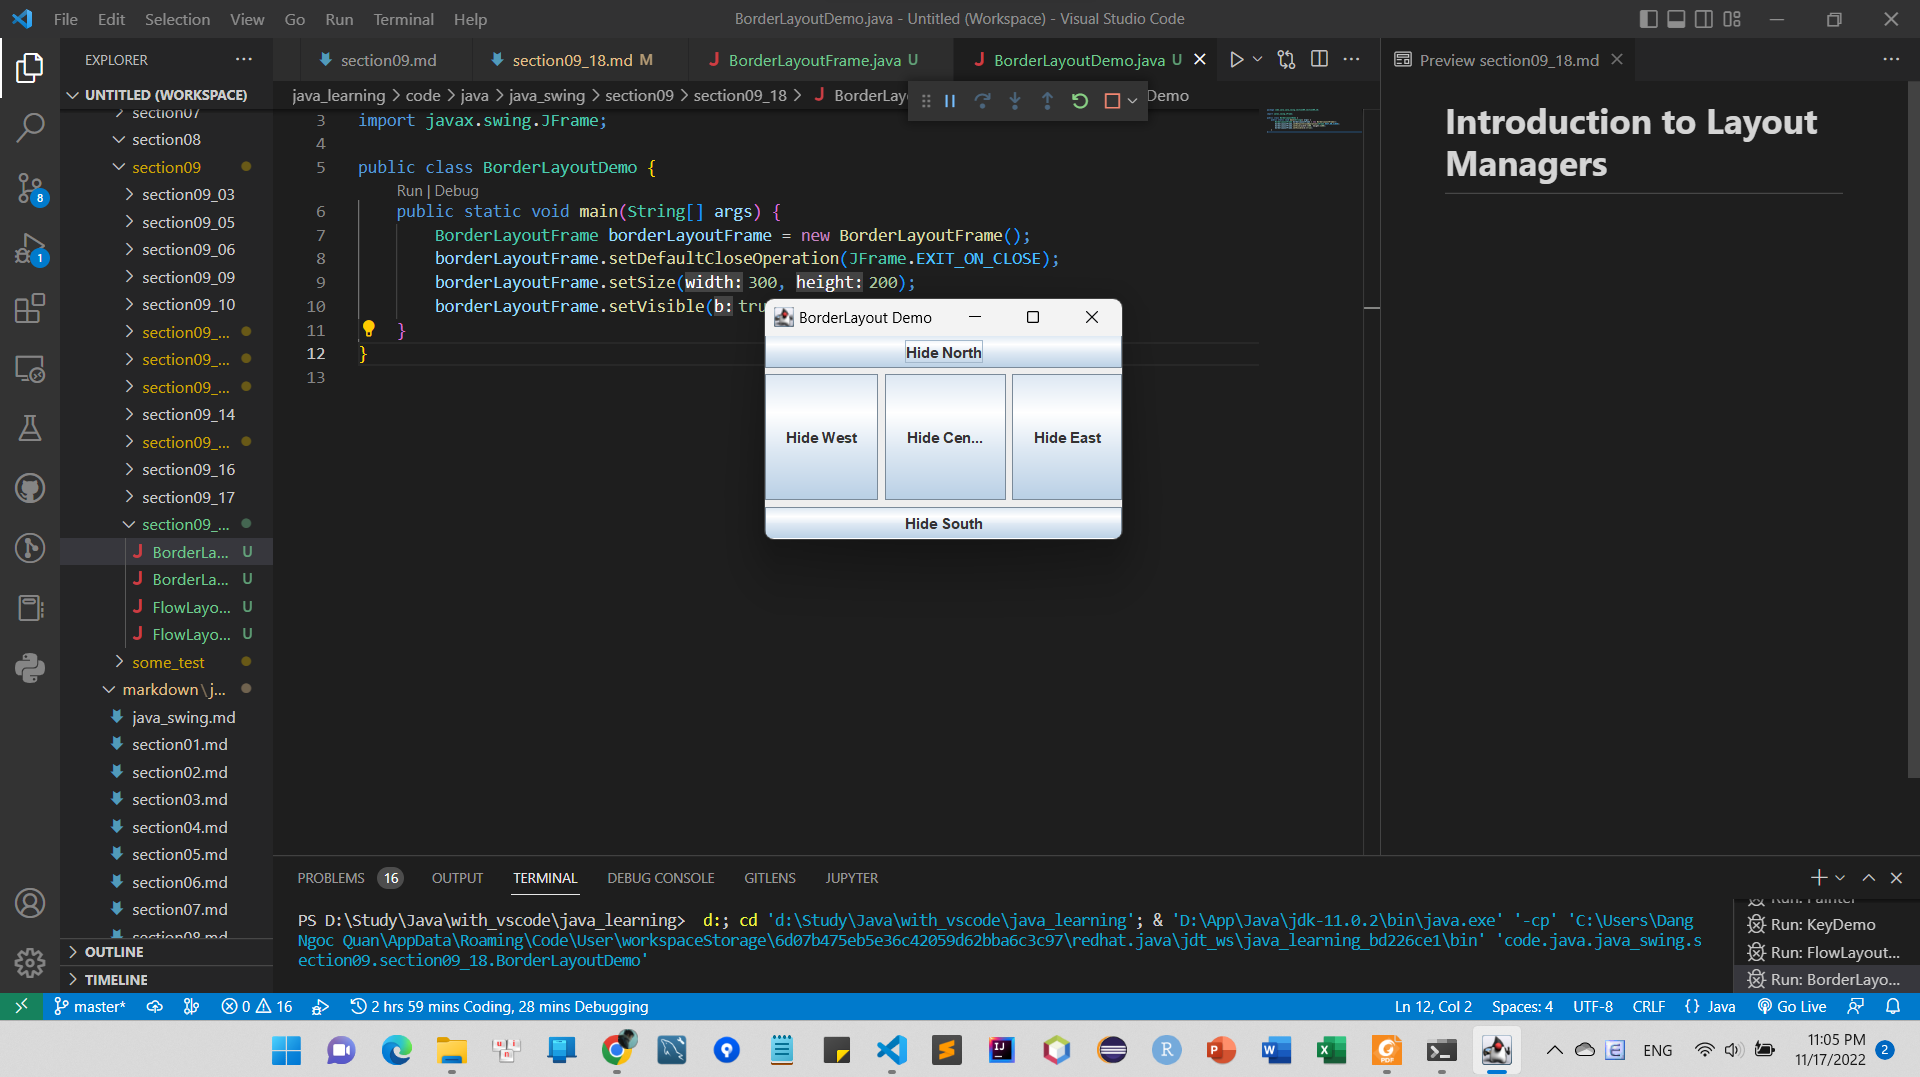 File Edit Selection View Go Run Terminal Help
BorderLayoutDemo.java - Untitled (Workspace) - Visual Studio Code
EXPLORER
UNTITLED (WORKSPACE)
section07
section08
section09
section09_03
section09_05
section09_06
section09_09
section09_10
section09_...
section09_...
section09_...
section09_14
section09_...
section09_16
section09_17
section09_...
BorderLa... U
BorderLa... U
FlowLayo... U
FlowLayo... U
some_test
markdown\j...
java_swing.md
section01.md
section02.md
section03.md
section04.md
section05.md
section06.md
section07.md
section08.md
OUTLINE
TIMELINE
8
1
section09.md
section09_18.md M
BorderLayoutFrame.java U
BorderLayoutDemo.java U
java_learning > code > java > java_swing > section09 > section09_18 > BorderLay
Demo
3 import javax.swing.JFrame;
4
5 public class BorderLayoutDemo {
Run | Debug
6 public static void main(String[] args) {
7 BorderLayoutFrame borderLayoutFrame = new BorderLayoutFrame();
8 borderLayoutFrame.setDefaultCloseOperation(JFrame.EXIT_ON_CLOSE);
9 borderLayoutFrame.setSize(width: 300, height: 200);
10 borderLayoutFrame.setVisible(b: tru
11 }
12 }
13
BorderLayout Demo
Hide North
Hide West
Hide Cen...
Hide East
Hide South
Preview section09_18.md
Introduction to Layout
Managers
PROBLEMS 16 OUTPUT TERMINAL DEBUG CONSOLE GITLENS JUPYTER
PS D:\Study\Java\with_vscode\java_learning> d:; cd 'd:\Study\Java\with_vscode\java_learning'; & 'D:\App\Java\jdk-11.0.2\bin\java.exe' '-cp' 'C:\Users\Dang
Ngoc Quan\AppData\Roaming\Code\User\workspaceStorage\6d07b475eb5e36c42059d62bba6c3c97\redhat.java\jdt_ws\java_learning_bd226ce1\bin' 'code.java.java_swing.s
ection09.section09_18.BorderLayoutDemo'
Run: Painter
Run: KeyDemo
Run: FlowLayout...
Run: BorderLayo...
master* 0 16 2 hrs 59 mins Coding, 28 mins Debugging
Ln 12, Col 2 Spaces: 4 UTF-8 CRLF {} Java Go Live
ENG
11:05 PM
11/17/2022
2